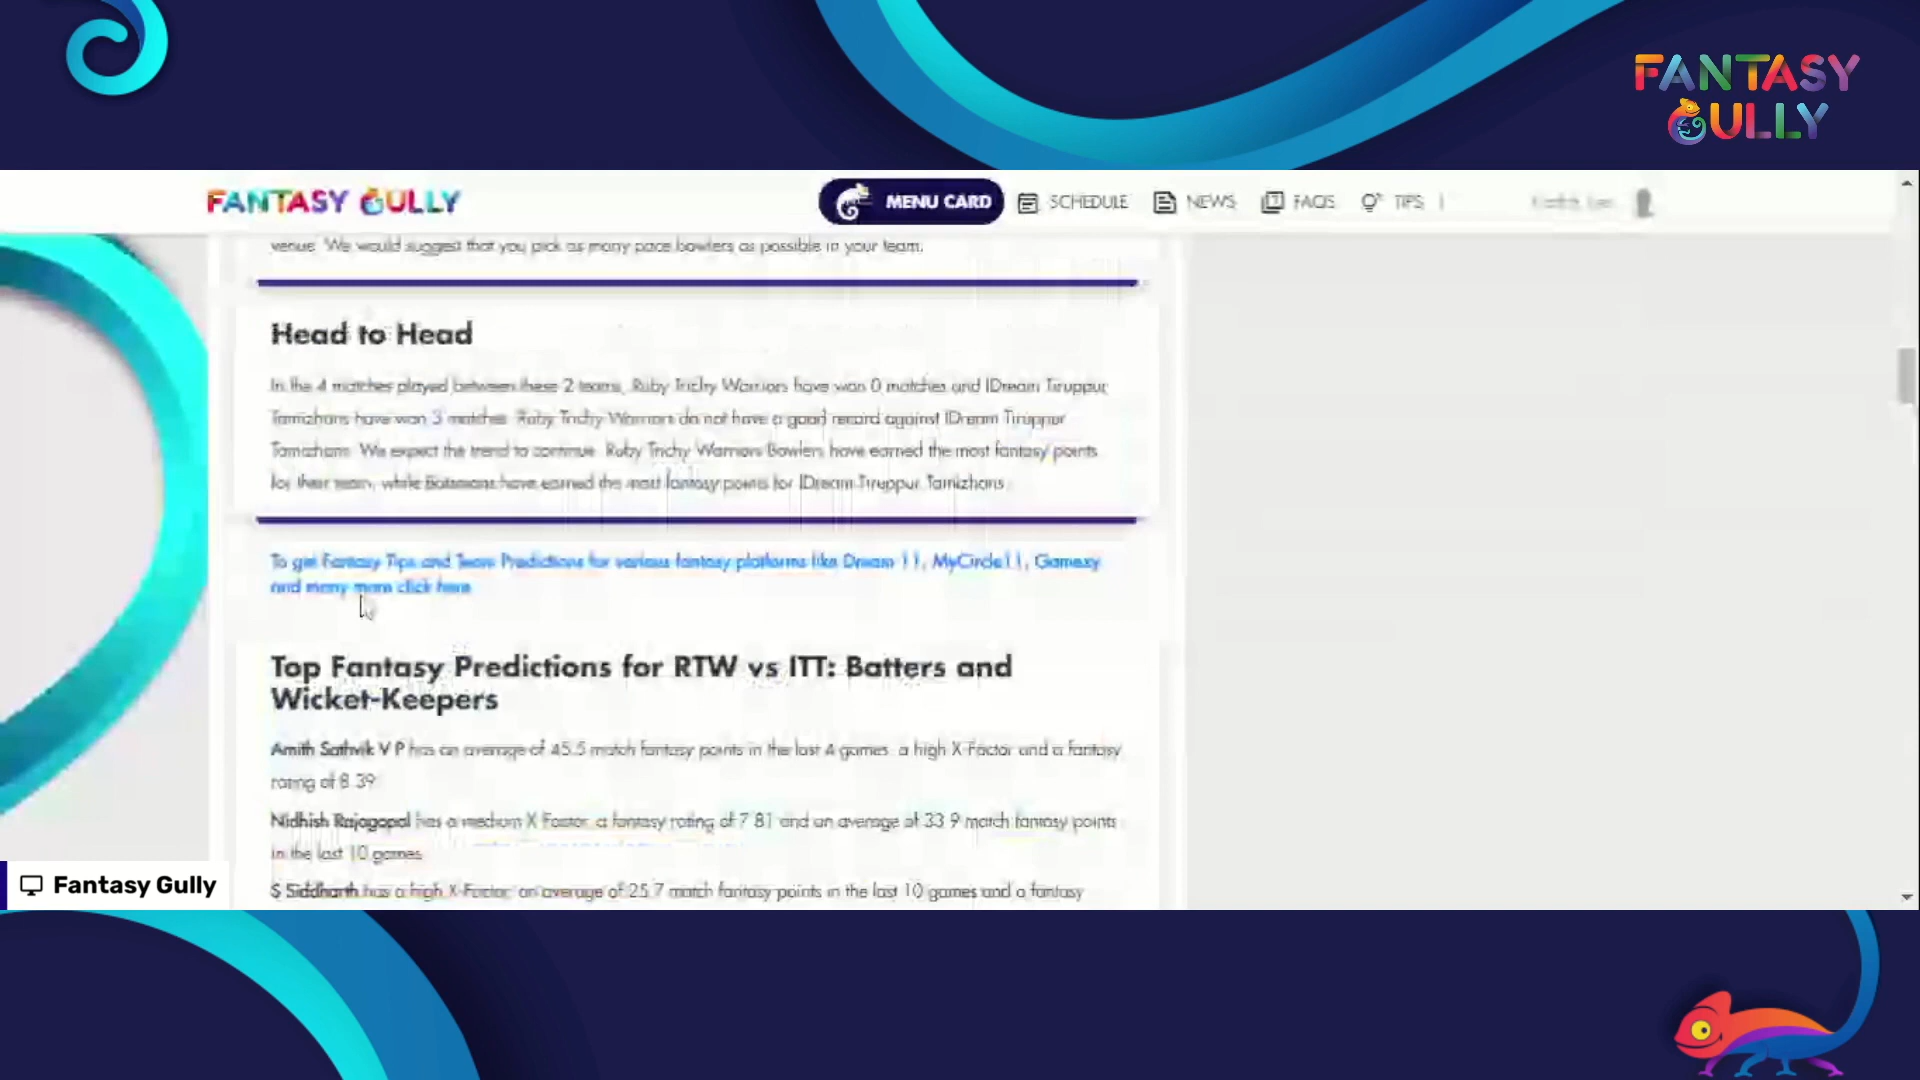 FANTASY
GULLY
FANTASY GULLY
MENU CARD
SCHEDULE
NEWS
FAQS
TIPS
venue. We would suggest that you pick as many pace bowlers as possible in your team.
Head to Head
In the 4 matches played between these 2 teams, Ruby Trichy Warriors have won 0 matches and IDream Tiruppur
Tamizhans have won 3 matches. Ruby Trichy Warriors do not have a good record against IDream Tiruppur
Tamizhans. We expect the trend to continue. Ruby Trichy Warriors Bowlers have earned the most fantasy points
for their team, while Batsmans have earned the most fantasy points for IDream Tiruppur Tamizhans.
To get Fantasy Tips and Team Predictions for various fantasy platforms like Dream 11, MyCircle11, Gamezy
and many more click here
Top Fantasy Predictions for RTW vs ITT: Batters and
Wicket-Keepers
Amith Sathvik V P has an average of 45.5 match fantasy points in the last 4 games, a high X-Factor and a fantasy
rating of 8.39
Nidhish Rajagopal has a medium X-Factor, a fantasy rating of 7.81 and an average of 33.9 match fantasy points
in the last 10 games
S Siddharth has a high X-Factor, an average of 25.7 match fantasy points in the last 10 games and a fantasy
Fantasy Gully